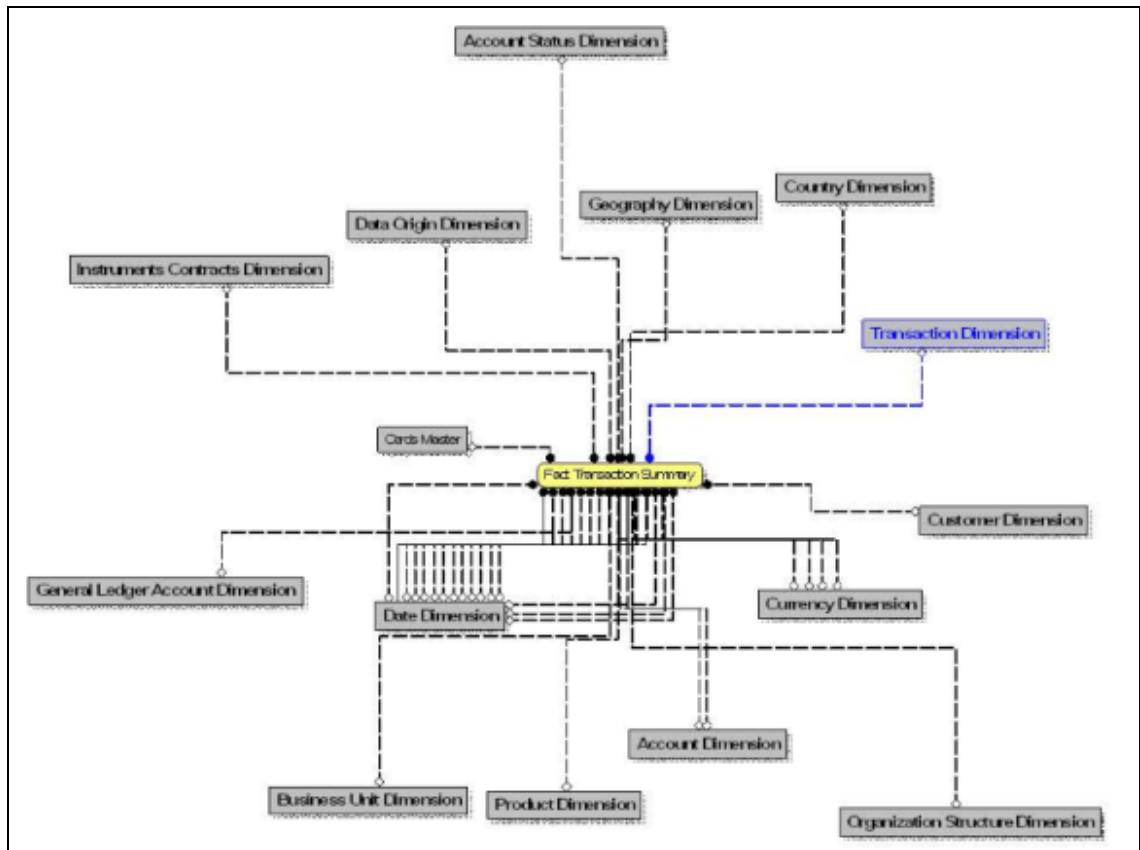 Account Status Dimension
Country Dimension
Geography Dimension
Data Origin Dimension
Instruments Contracts Dimension
Transaction Dimension
Cards Master
Fact Transaction Summary
Customer Dimension
General Ledger Account Dimension
Date Dimension
Currency Dimension
Account Dimension
Business Unit Dimension
Product Dimension
Organization Structure Dimension